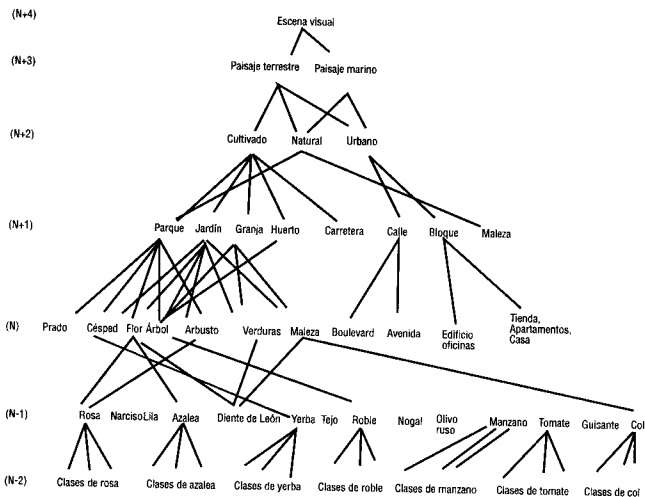 (N+4) Escena visual
(N+3) Paisaje terrestre Paisaje marino
(N+2) Cultivado Natural Urbano
(N+1) Parque Jardín Granja Huerto Carretera Calle Bloque Maleza
(N) Prado Césped Flor Árbol Arbusto Verduras Maleza Boulevard Avenida Edificio oficinas Tienda, Apartamentos, Casa
(N-1) Rosa Narciso Lila Azalea Diente de León Yerba Tejo Roble Nogal Olivo ruso Manzano Tomate Guisante Col
(N-2) Clases de rosa Clases de azalea Clases de yerba Clases de roble Clases de manzano Clases de tomate Clases de col